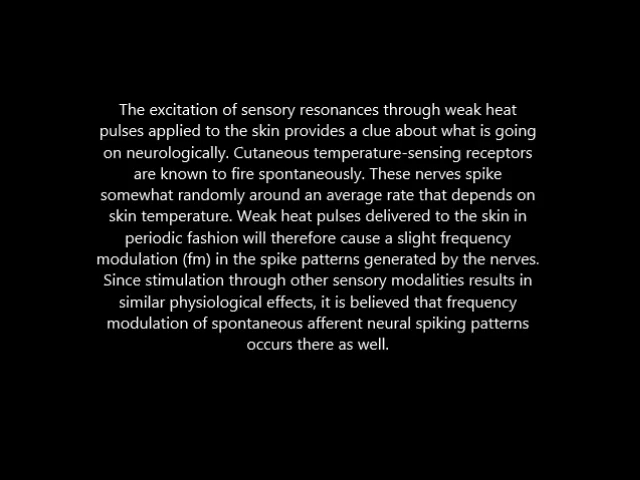 The excitation of sensory resonances through weak heat
pulses applied to the skin provides a clue about what is going
on neurologically. Cutaneous temperature-sensing receptors
are known to fire spontaneously. These nerves spike
somewhat randomly around an average rate that depends on
skin temperature. Weak heat pulses delivered to the skin in
periodic fashion will therefore cause a slight frequency
modulation (fm) in the spike patterns generated by the nerves.
Since stimulation through other sensory modalities results in
similar physiological effects, it is believed that frequency
modulation of spontaneous afferent neural spiking patterns
occurs there as well.